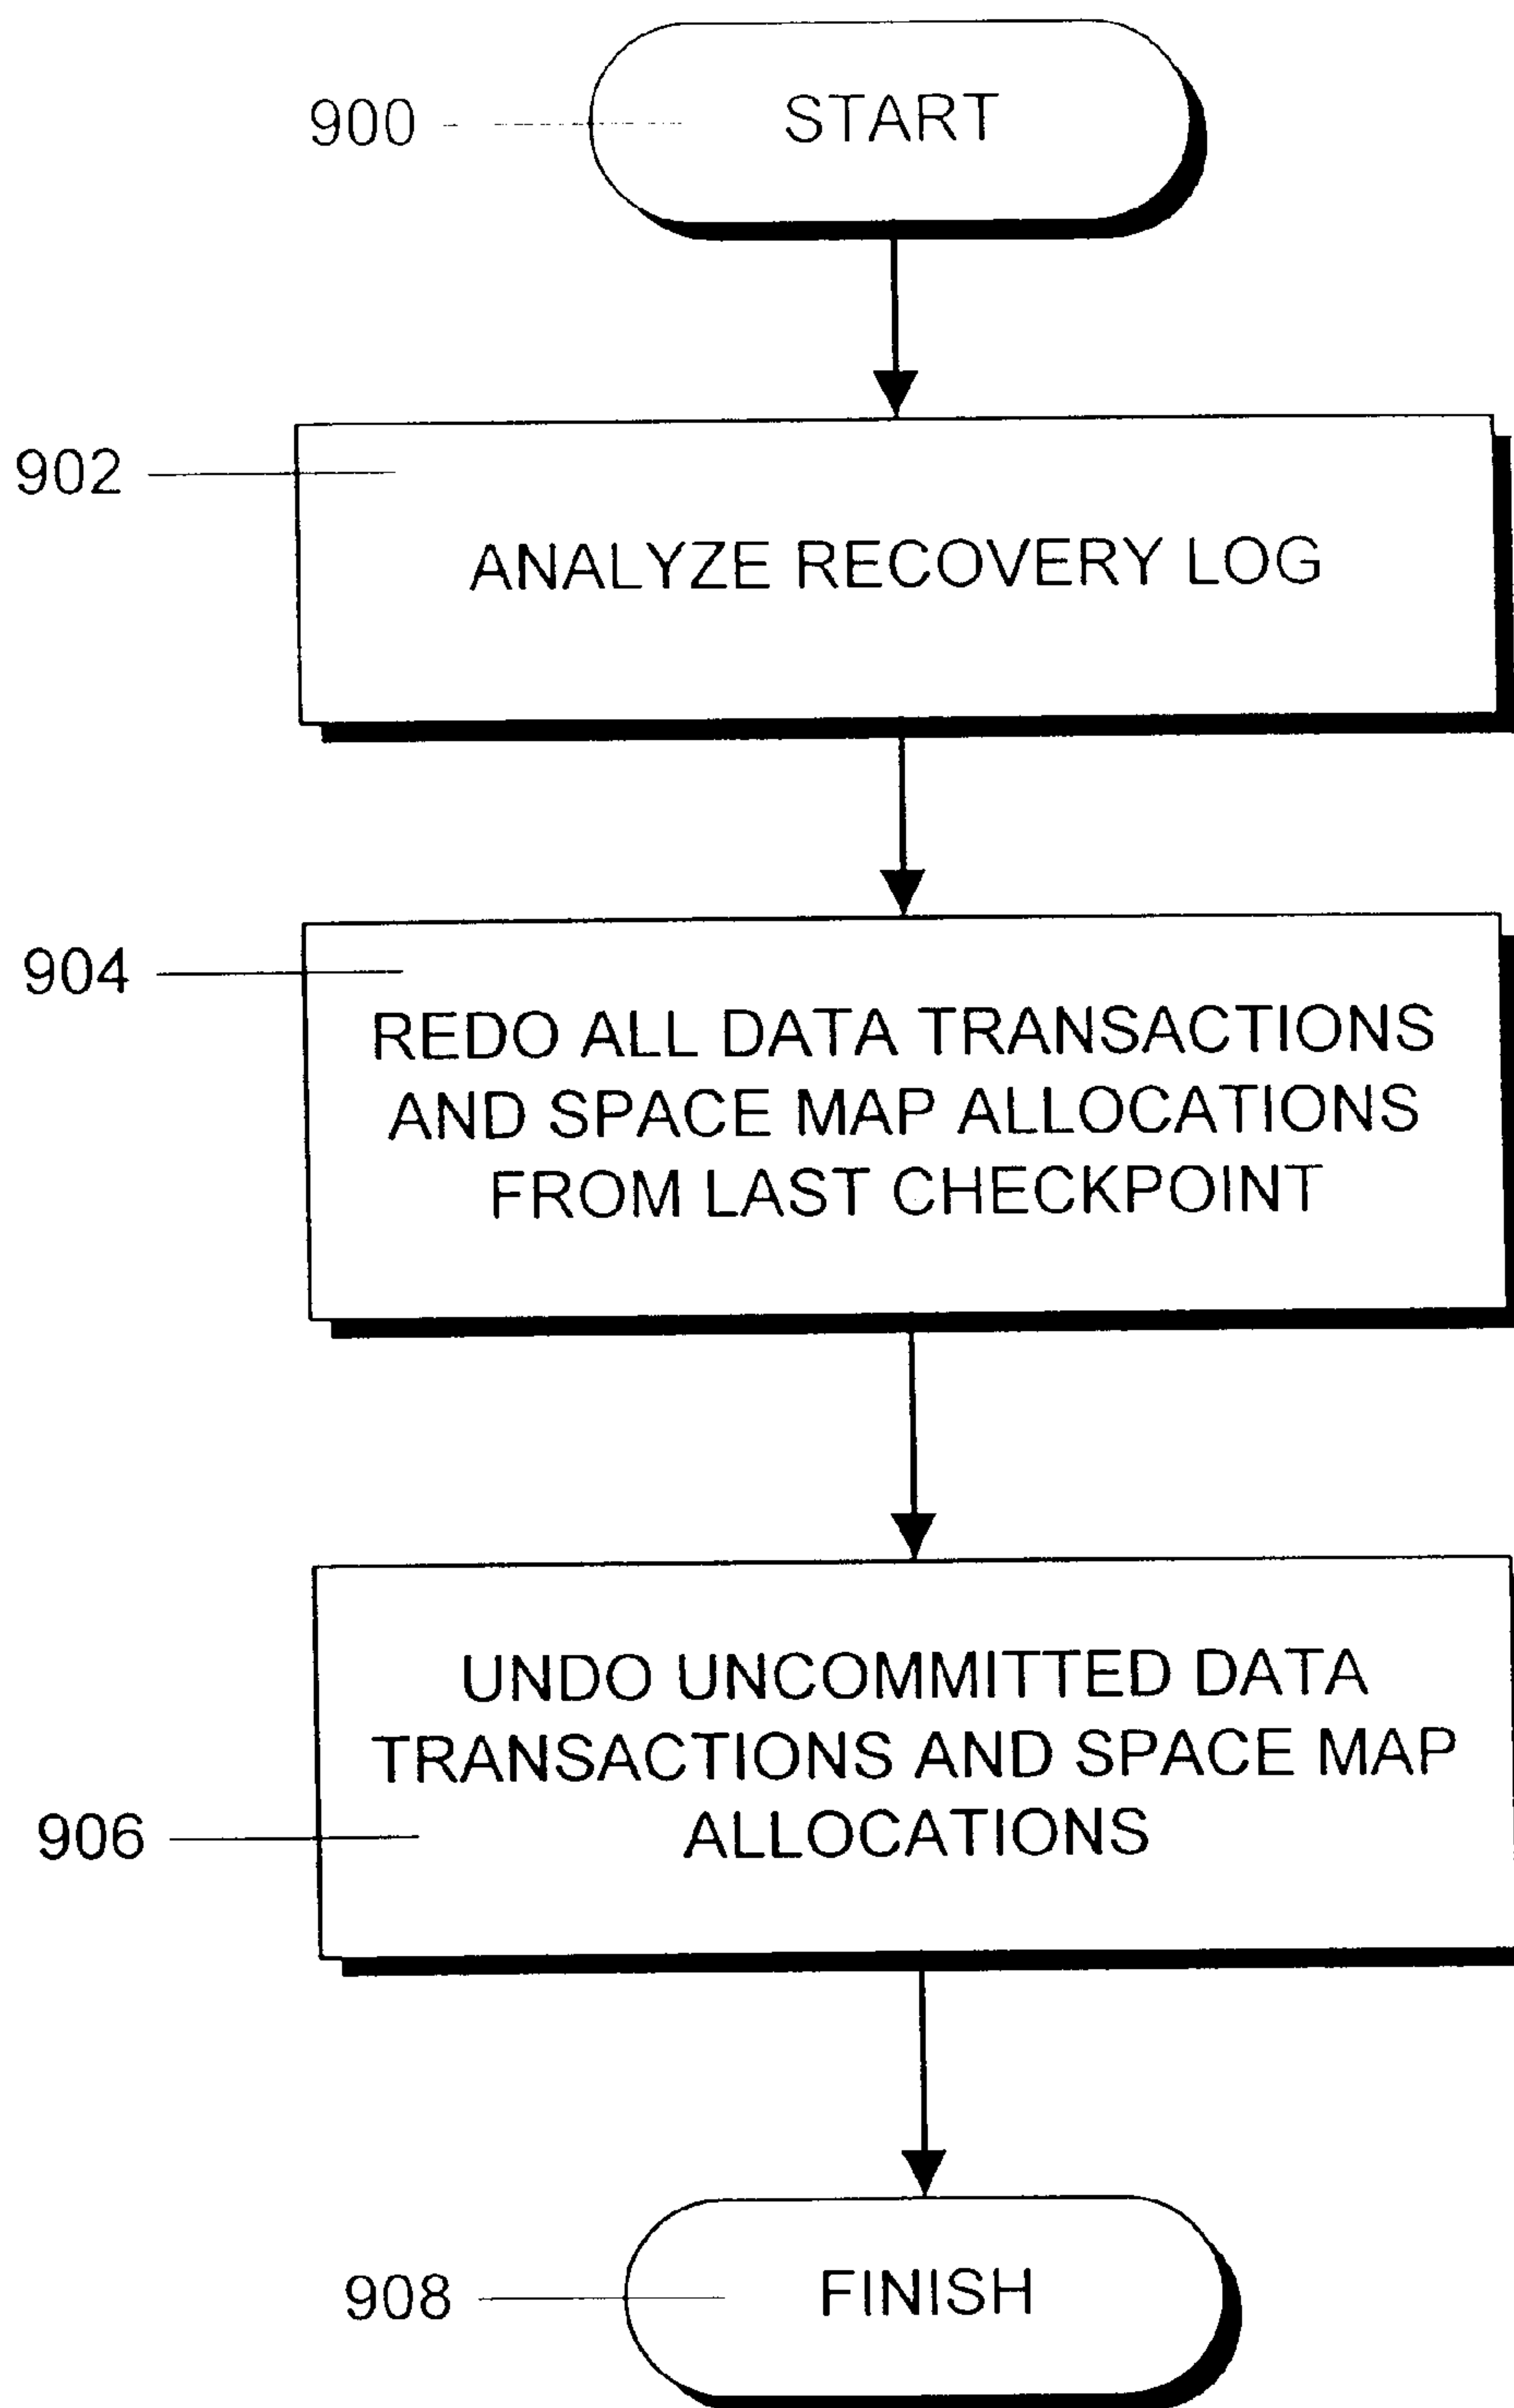 900
START
902
ANALYZE RECOVERY LOG
904
REDO ALL DATA TRANSACTIONS
AND SPACE MAP ALLOCATIONS
FROM LAST CHECKPOINT
UNDO UNCOMMITTED DATA
TRANSACTIONS AND SPACE MAP
906
ALLOCATIONS
908
FINISH